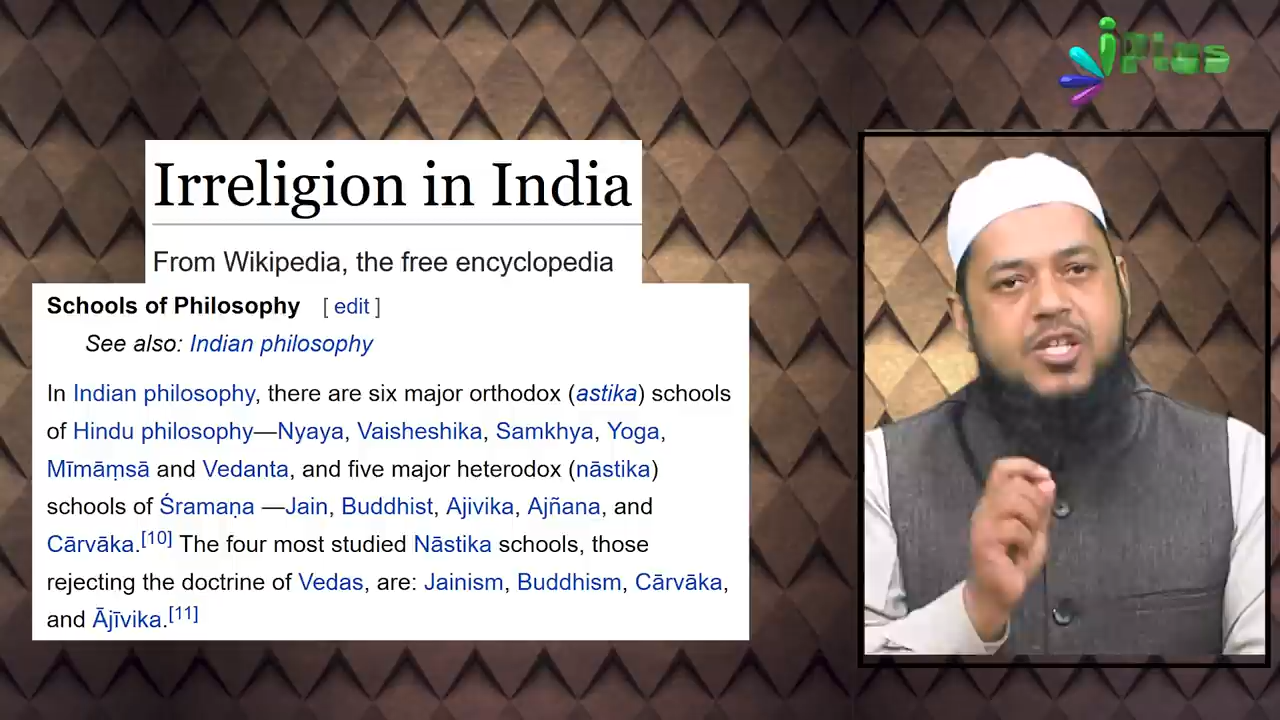 iPlus
Irreligion in India
From Wikipedia, the free encyclopedia
Schools of Philosophy [ edit ]
See also: Indian philosophy
In Indian philosophy, there are six major orthodox (astika) schools
of Hindu philosophy—Nyaya, Vaisheshika, Samkhya, Yoga,
Mīmāṃsā and Vedanta, and five major heterodox (nāstika)
schools of Śramaṇa —Jain, Buddhist, Ajivika, Ajñana, and
Cārvāka.[10] The four most studied Nāstika schools, those
rejecting the doctrine of Vedas, are: Jainism, Buddhism, Cārvāka,
and Ājīvika.[11]